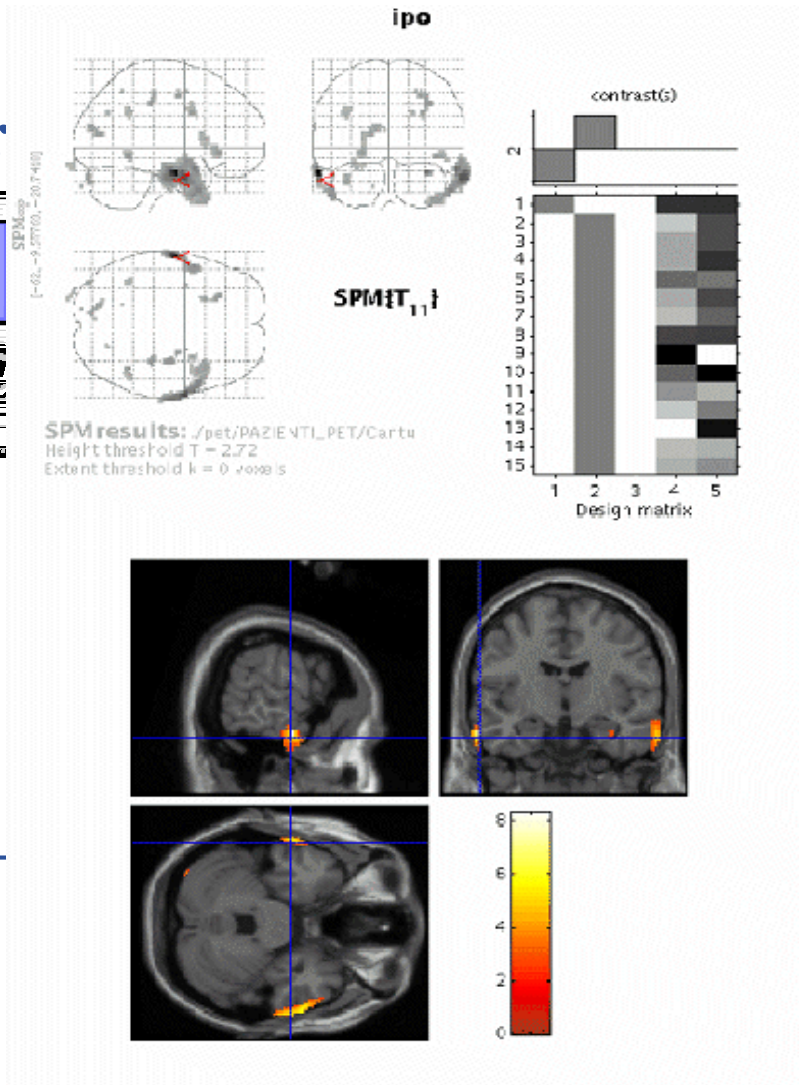 ipo
contrast(s)
2
SPM{T11}
SPMresults: ./pet/PAZIENTI_PET/Cartu
Height threshold T = 2.72
Extent threshold k = 0 voxels
1
2
3
4
5
6
7
8
9
10
11
12
13
14
15
1 2 3 4 5
Design matrix
8
6
4
2
0